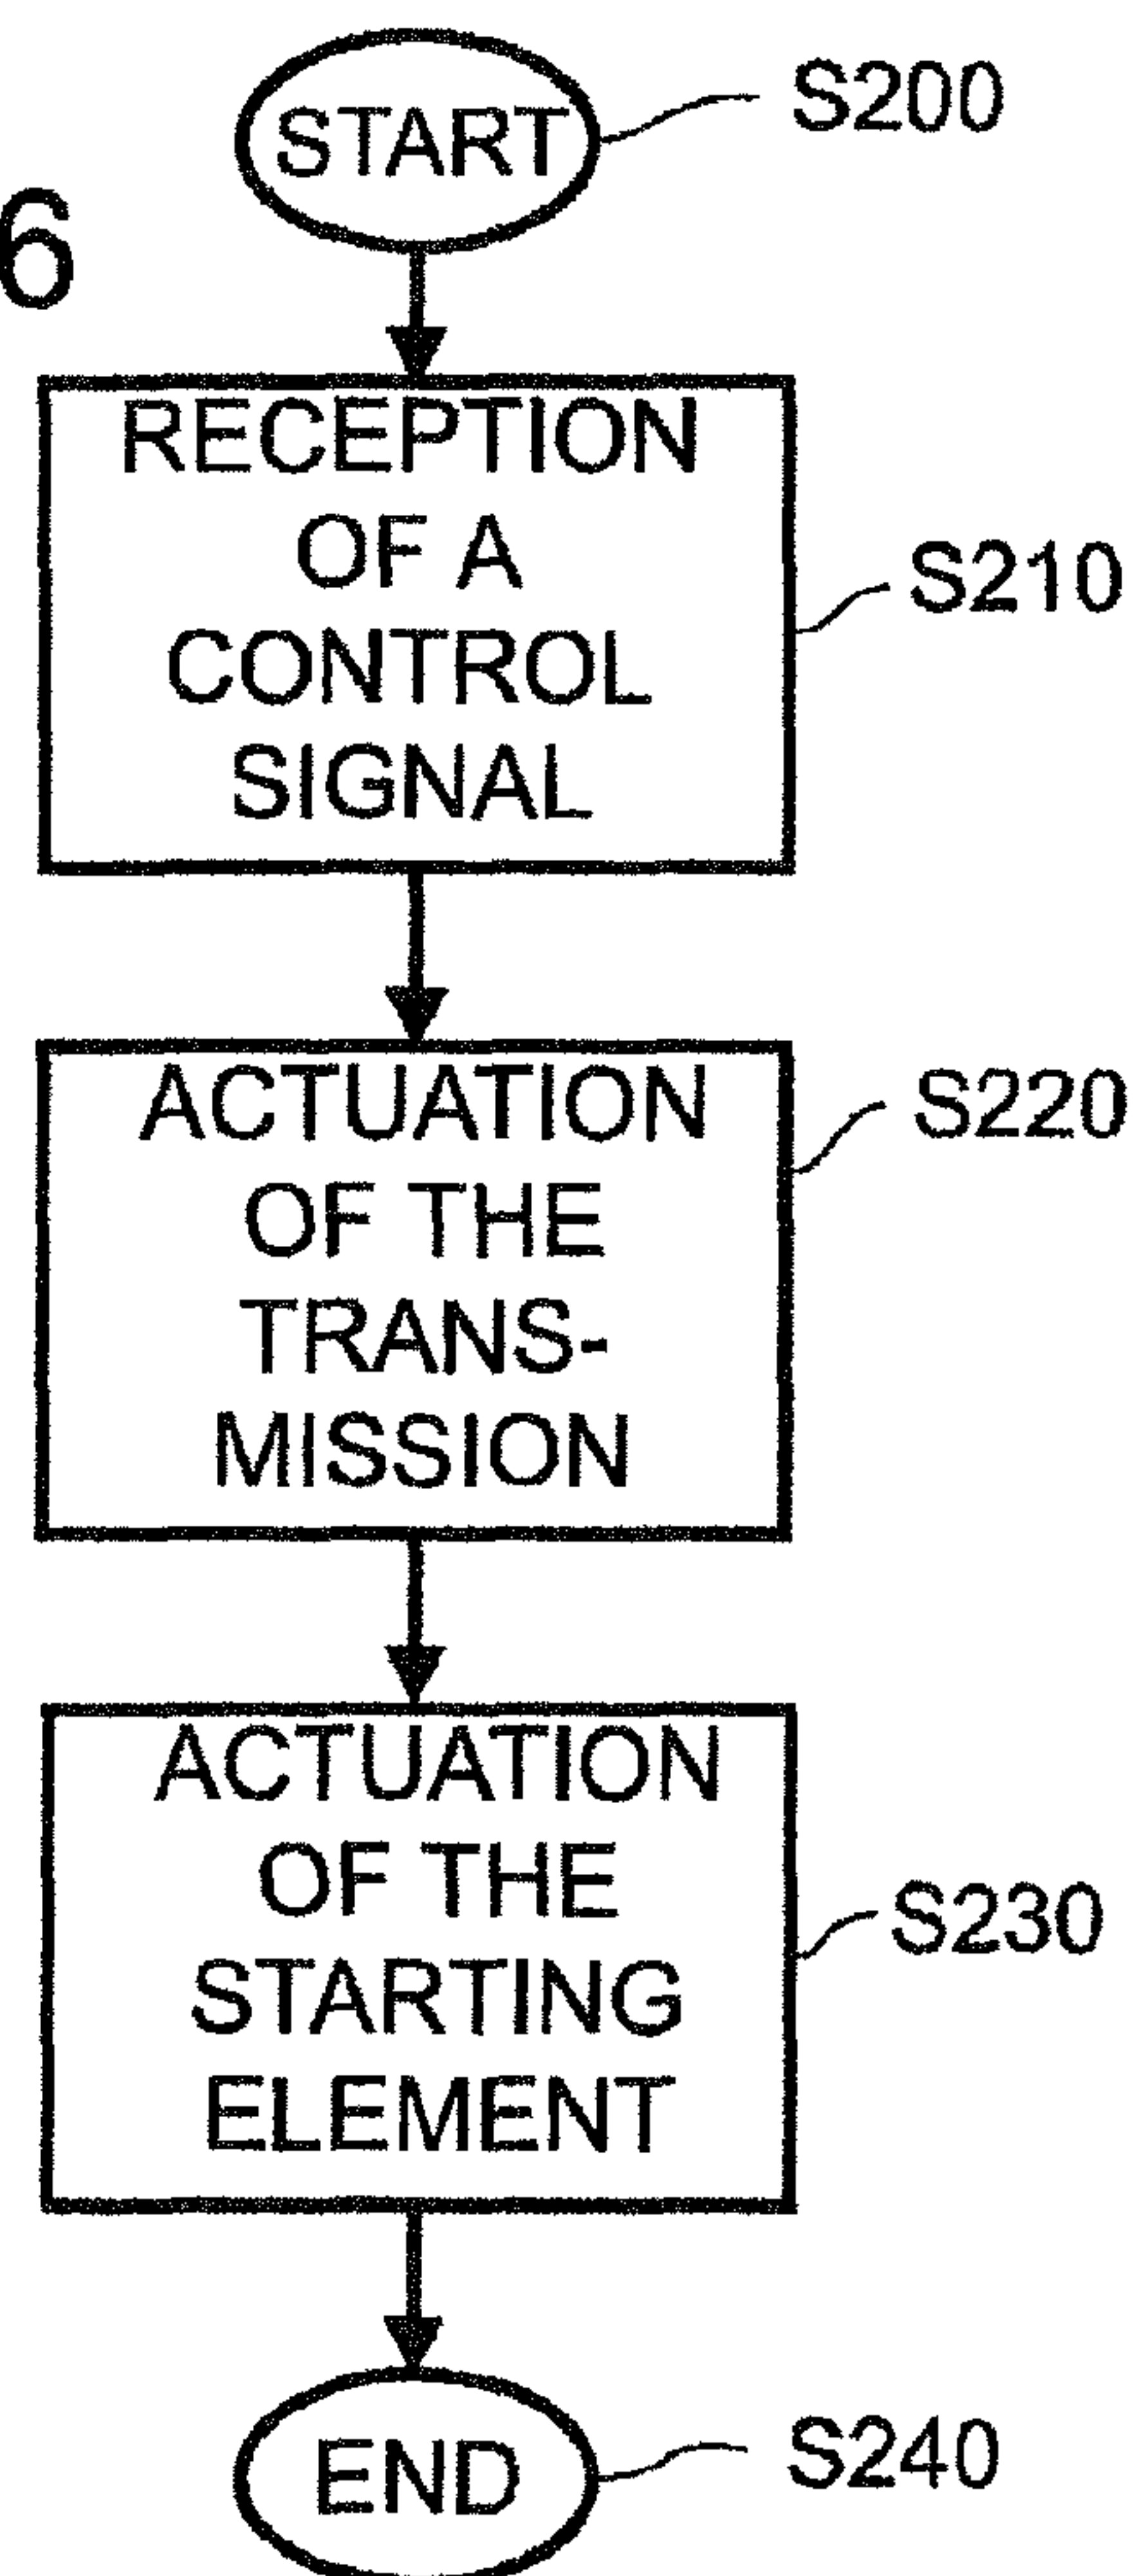 START
S200
6
RECEPTION
OF A
CONTROL
SIGNAL
S210
ACTUATION
OF THE
TRANS-
MISSION
S220
ACTUATION
OF THE
STARTING
ELEMENT
S230
END
S240